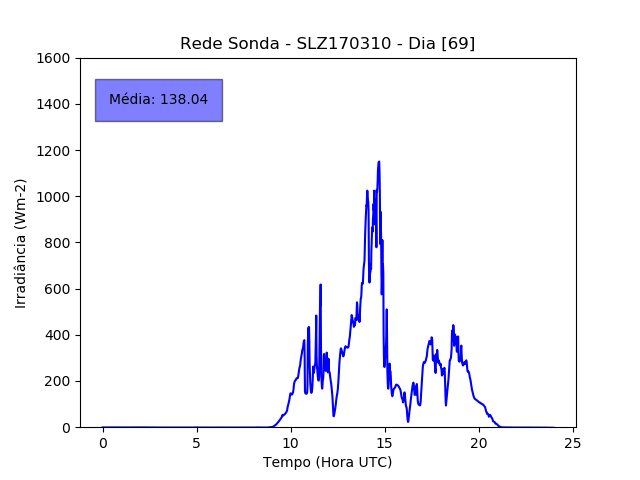 Rede Sonda - SLZ170310 - Dia [69]
1600
1400
1200
1000
800
600
400
200
0
Média: 138.04
Irradiância (Wm-2)
0 5 10 15 20 25
Tempo (Hora UTC)